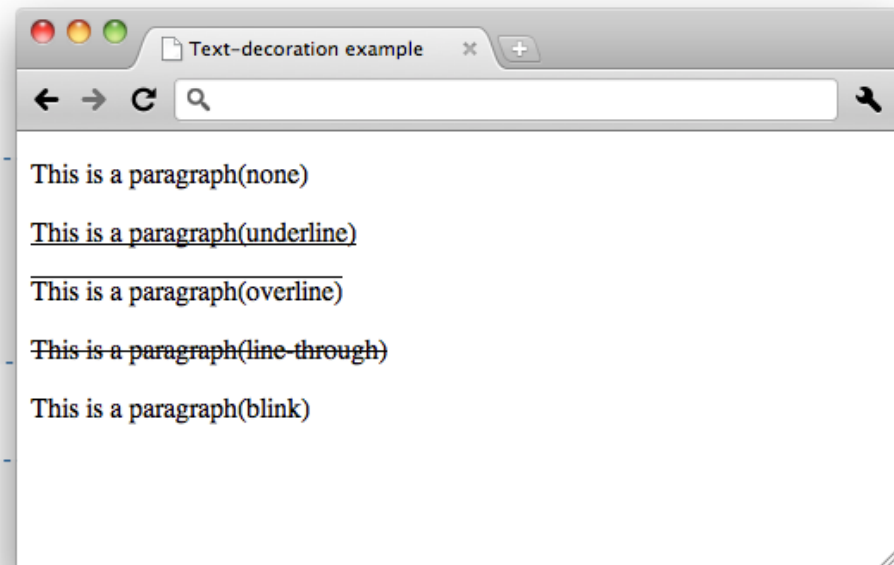 Text-decoration example
This is a paragraph(none)
This is a paragraph(underline)
This is a paragraph(overline)
This is a paragraph(line-through)
This is a paragraph(blink)